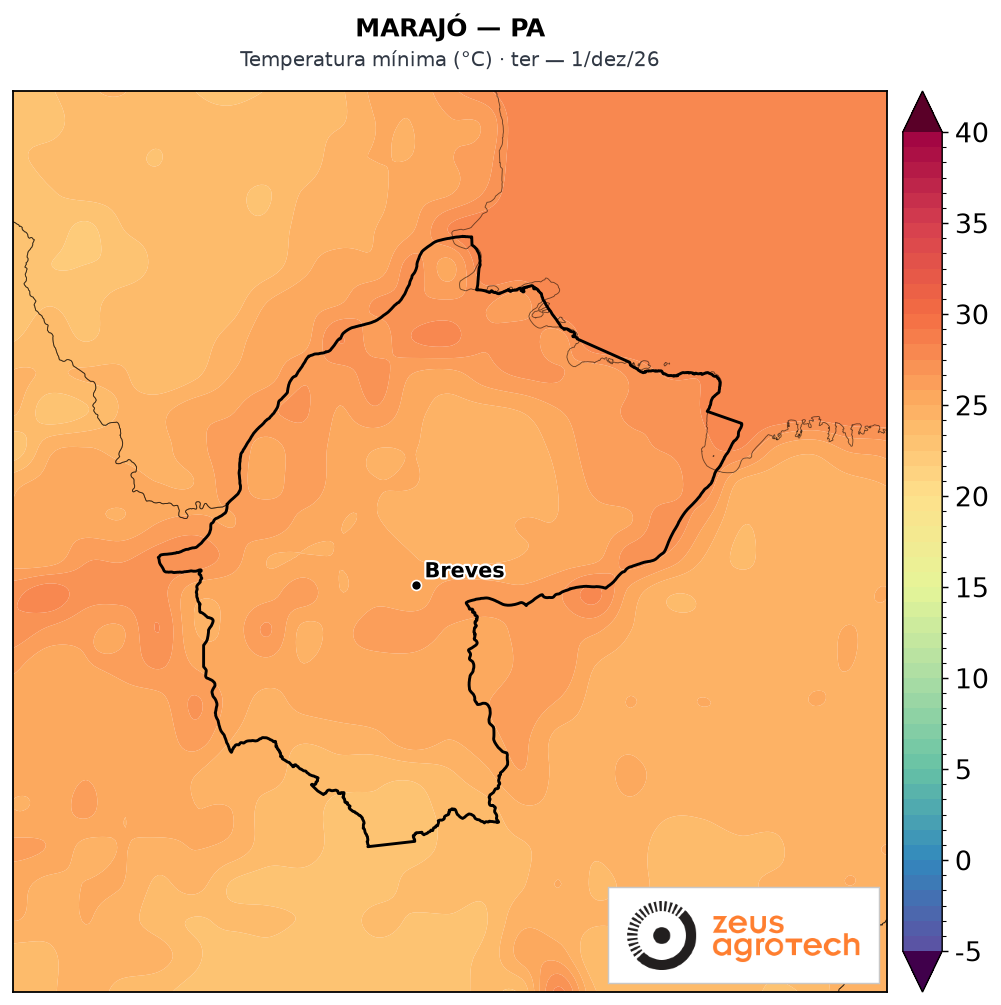 MARAJÓ — PA
Temperatura mínima (°C) · ter — 1/dez/26
40
35
30
25
20
15
10
5
0
-5
Breves
zeus
agrotech